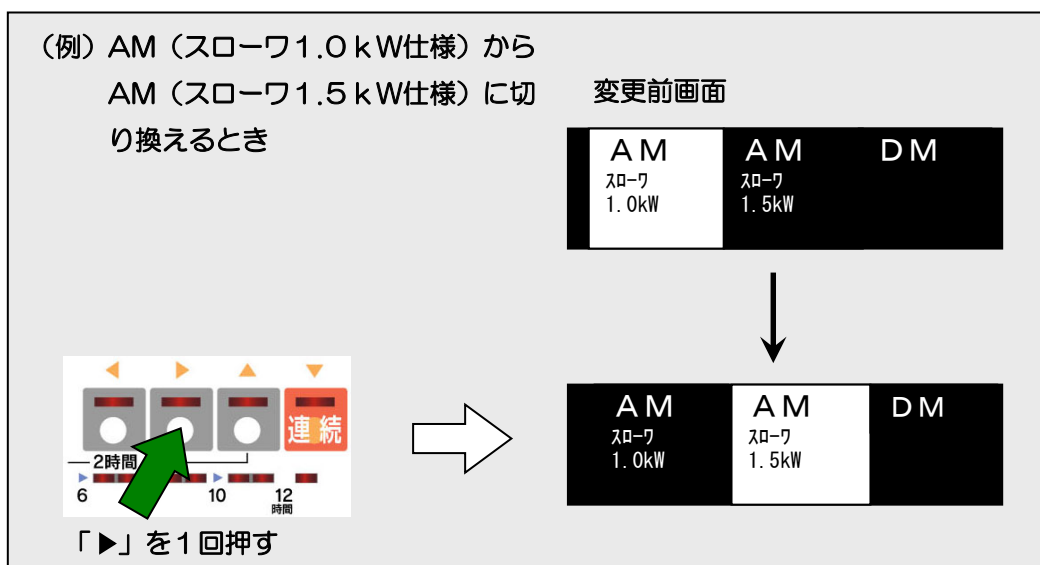 （例）AM（スローワ１.０ｋW仕様）から
AM（スローワ１.５ｋW仕様）に切
り換えるとき
変更前画面
ＡＭ ＡＭ ＤＭ
ｽﾛｰﾜ ｽﾛｰﾜ
1.0kW 1.5kW
◀ ▶ ▲ ▼
連続
2時間
▶ ▶
6 10 12
時間
「▶」を１回押す
ＡＭ ＡＭ ＤＭ
ｽﾛｰﾜ ｽﾛｰﾜ
1.0kW 1.5kW